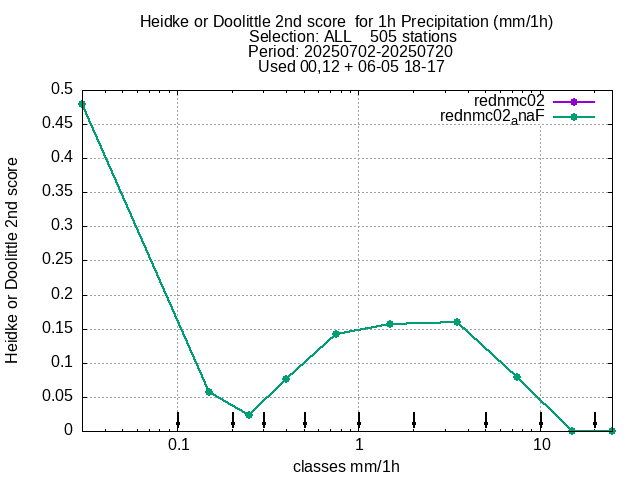 Heidke or Doolittle 2nd score  for 1h Precipitation (mm/1h)
Selection: ALL    505 stations
Period: 20250702-20250720
Used 00,12 + 06-05 18-17
rednmc02
rednmc02anaF
0.5
0.45
0.4
0.35
0.3
0.25
0.2
0.15
0.1
0.05
0
Heidke or Doolittle 2nd score
0.1
1
10
classes mm/1h